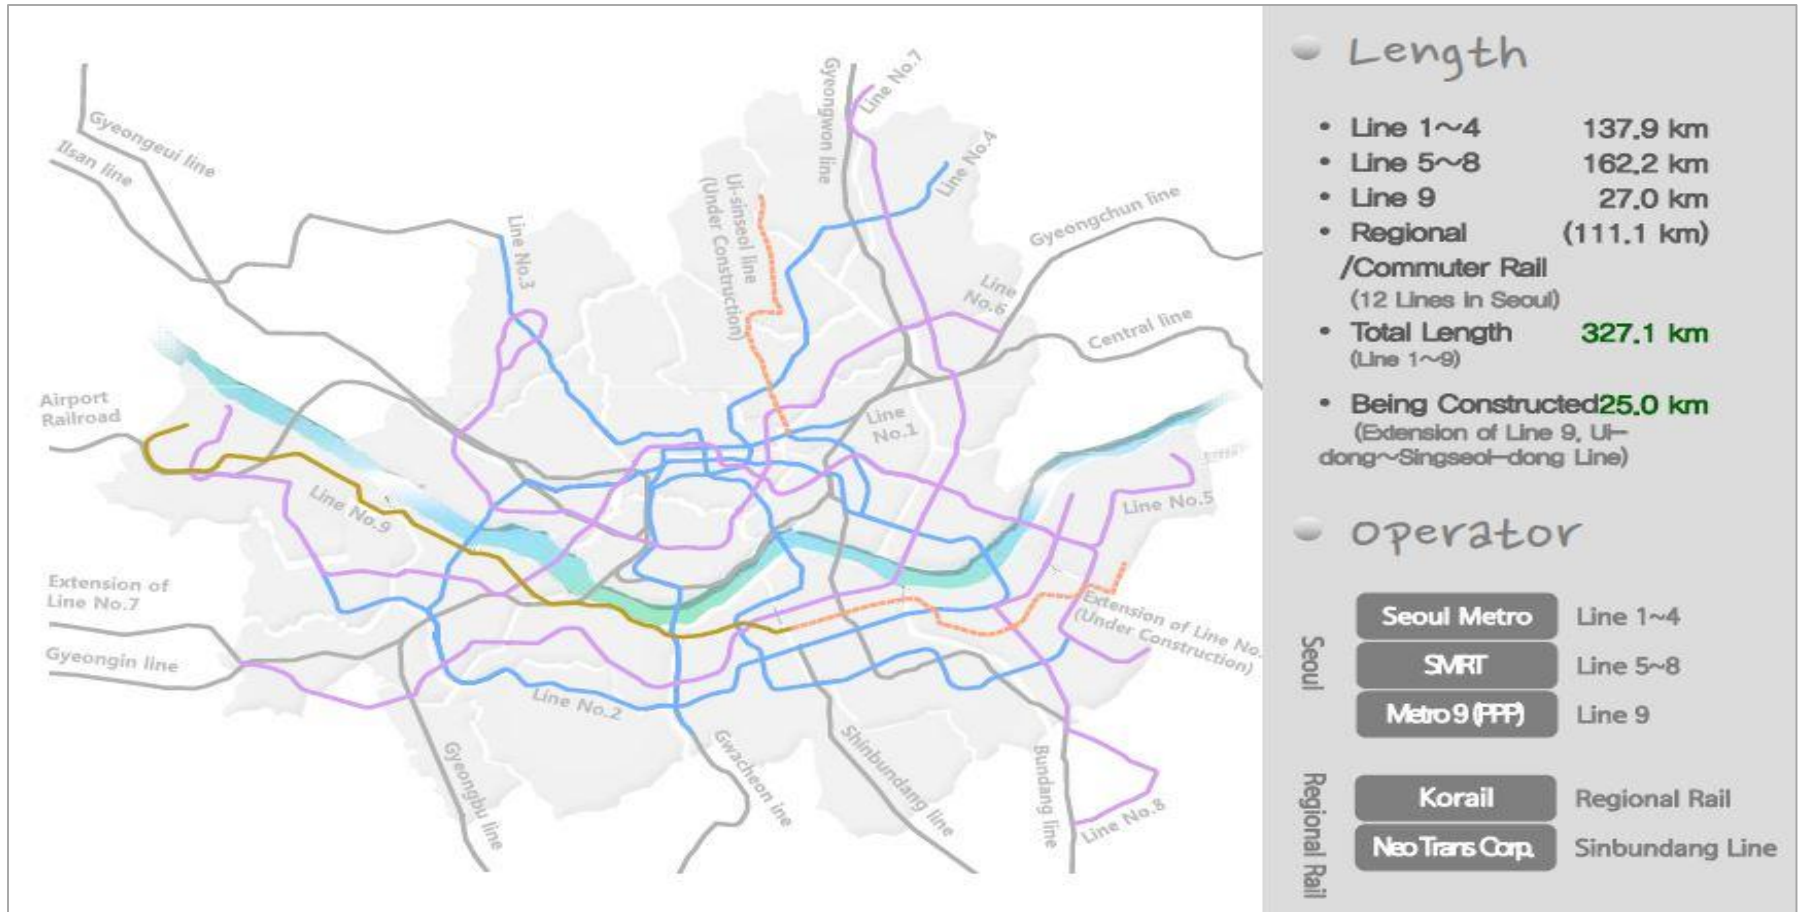 Gyeongeui line
Ilsan line
Line No.3
Ui-sinseol line
(Under Construction)
Gyeongwon line
Line No.7
Line No.4
Gyeongchun line
Line
No.6
Central line
Airport
Railroad
Line
No.1
Line No.9
Line No.5
Extension of
Line No.7
Extension of Line No.
(Under Construction)
Gyeongin line
Line No.2
Gyeongbu line
Gwacheon ine
Shinbundang line
Bundang line
Line No.8
Length
• Line 1~4 137.9 km
• Line 5~8 162.2 km
• Line 9 27.0 km
• Regional (111.1 km)
/Commuter Rail
(12 Lines in Seoul)
• Total Length 327.1 km
(Line 1~9)
• Being Constructed25.0 km
(Extension of Line 9, Ui-
dong~Singseol-dong Line)
Operator
Seoul
Seoul Metro Line 1~4
SMRT Line 5~8
Metro 9 (PPP) Line 9
Regional Rail
Korail Regional Rail
Neo Trans Corp. Sinbundang Line